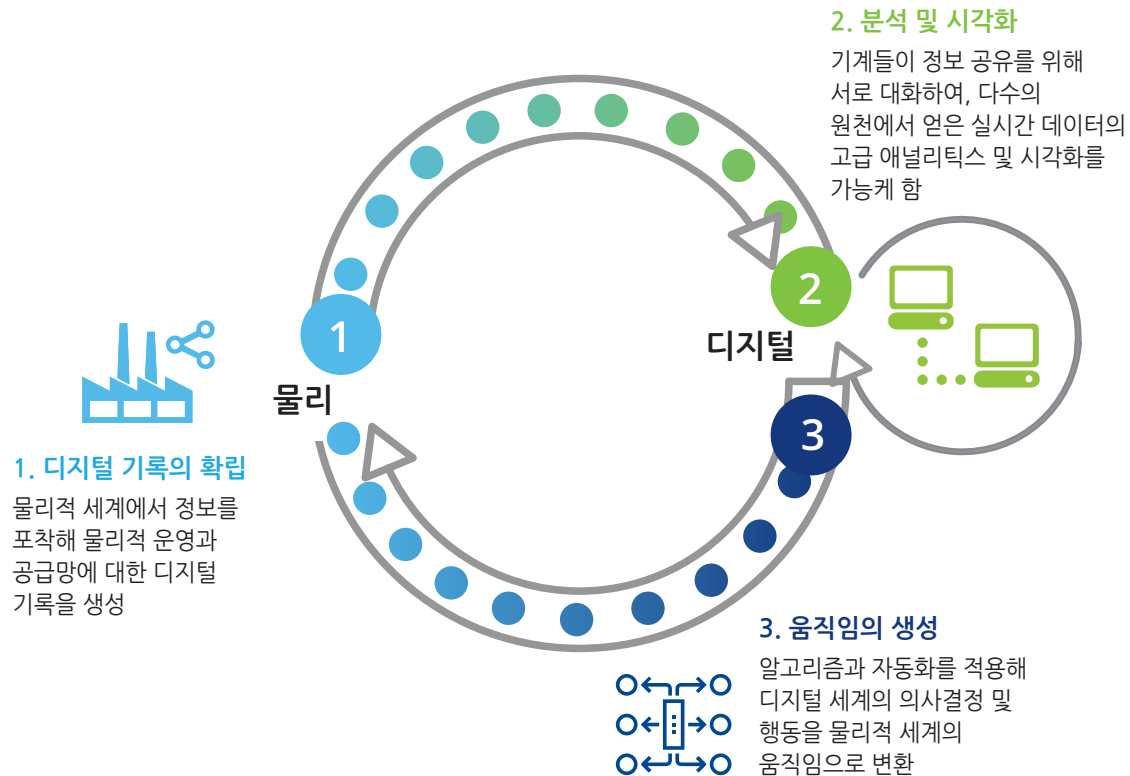 2. 분석 및 시각화
기계들이 정보 공유를 위해
서로 대화하여, 다수의
원천에서 얻은 실시간 데이터의
고급 애널리틱스 및 시각화를
가능케 함
2
1
디지털
물리
3
1. 디지털 기록의 확립
물리적 세계에서 정보를
포착해 물리적 운영과
공급망에 대한 디지털
기록을 생성
3. 움직임의 생성
알고리즘과 자동화를 적용해
디지털 세계의 의사결정 및
행동을 물리적 세계의
움직임으로 변환